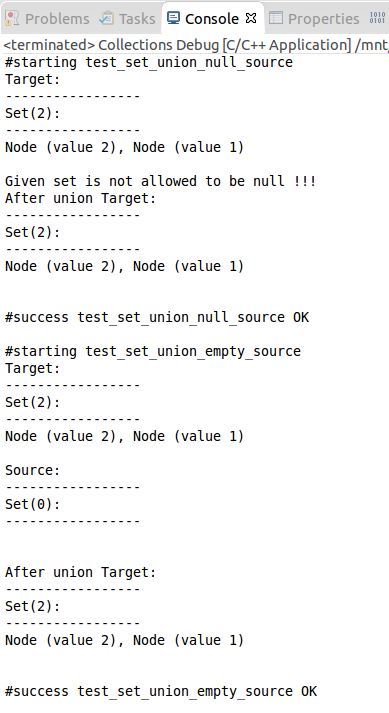 Problems Tasks Console Properties
<terminated> Collections Debug [C/C++ Application] /mnt
#starting test_set_union_null_source
Target:
-----------------
Set(2):
-----------------
Node (value 2), Node (value 1)
Given set is not allowed to be null !!!
After union Target:
-----------------
Set(2):
-----------------
Node (value 2), Node (value 1)
#success test_set_union_null_source OK
#starting test_set_union_empty_source
Target:
-----------------
Set(2):
-----------------
Node (value 2), Node (value 1)
Source:
-----------------
Set(0):
-----------------
After union Target:
-----------------
Set(2):
-----------------
Node (value 2), Node (value 1)
#success test_set_union_empty_source OK